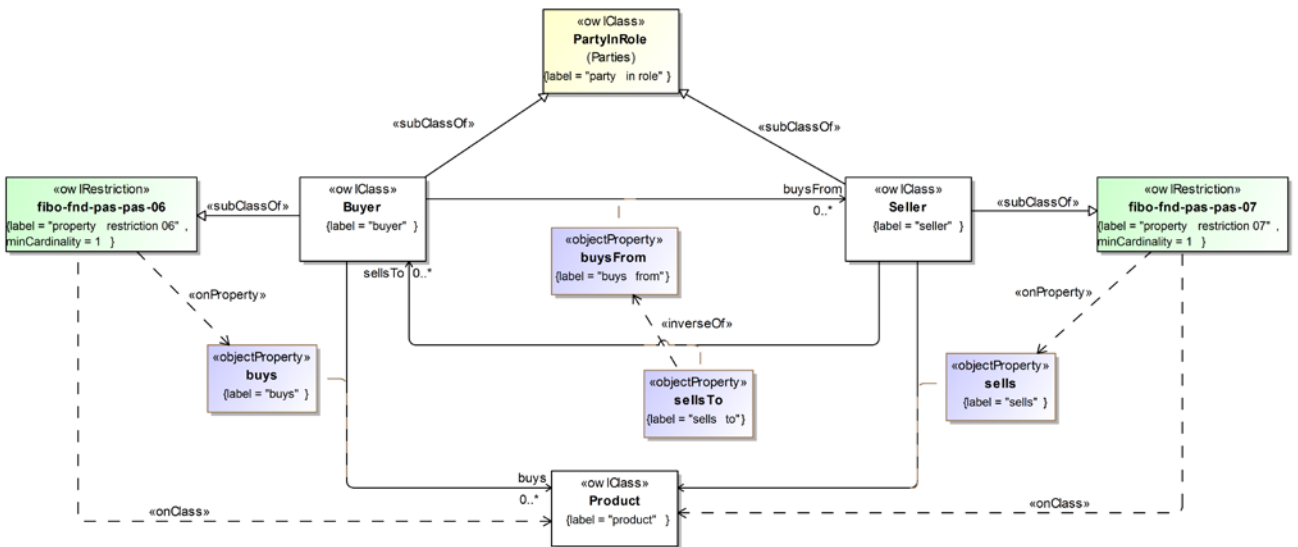 «owlClass»
PartyInRole
(Parties)
{label = "party in role" }
«subClassOf»
«subClassOf»
«owlRestriction»
fibo-fnd-pas-pas-06
{label = "property restriction 06" ,
minCardinality = 1 }
«subClassOf»
«owlClass»
Buyer
{label = "buyer" }
buysFrom
0..*
«owlClass»
Seller
{label = "seller" }
«subClassOf»
«owlRestriction»
fibo-fnd-pas-pas-07
{label = "property restriction 07" ,
minCardinality = 1 }
sellsTo 0..*
«objectProperty»
buysFrom
{label = "buys from"}
«onProperty»
«onProperty»
«inverseOf»
«objectProperty»
buys
{label = "buys" }
«objectProperty»
sellsTo
{label = "sells to"}
«objectProperty»
sells
{label = "sells" }
buys
0..*
«owlClass»
Product
{label = "product" }
«onClass»
«onClass»